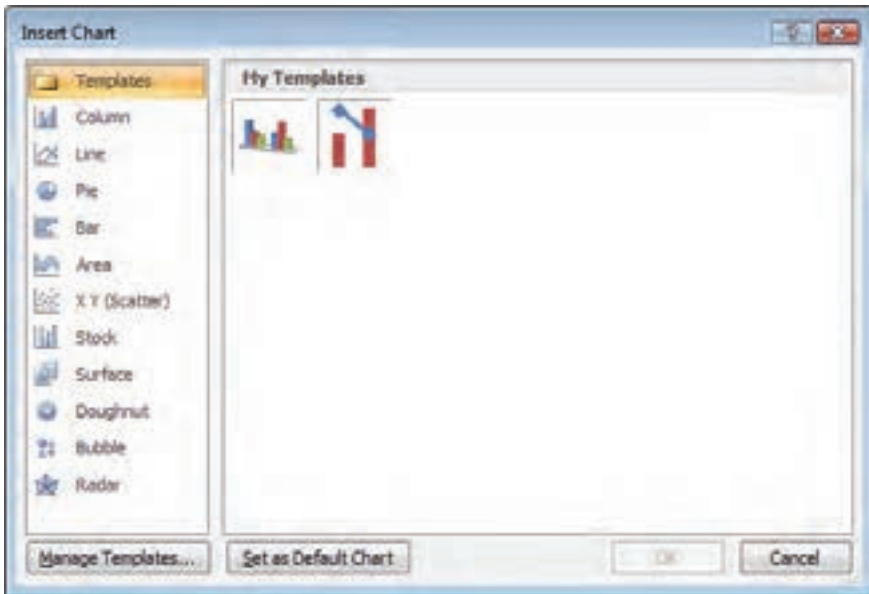 Insert Chart
Templates
Column
Line
Pie
Bar
Area
X Y (Scatter)
Stock
Surface
Doughnut
Bubble
Radar
My Templates
Manage Templates...
Set as Default Chart
OK
Cancel